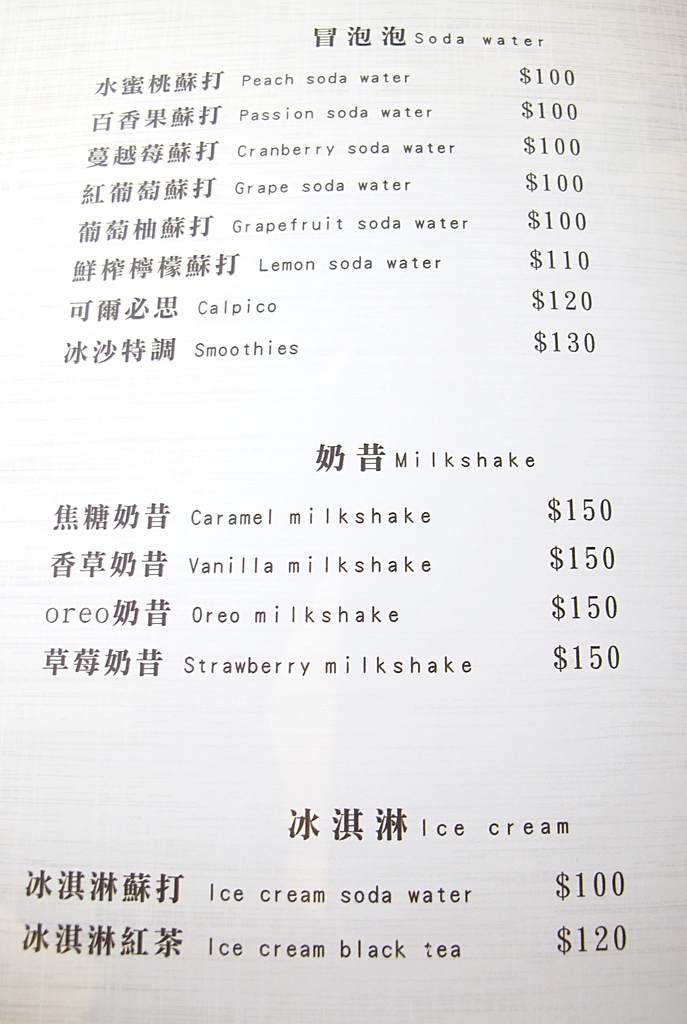 冒泡泡 Soda water
水蜜桃蘇打 Peach soda water $100
百香果蘇打 Passion soda water $100
蔓越莓蘇打 Cranberry soda water $100
紅葡萄蘇打 Grape soda water $100
葡萄柚蘇打 Grapefruit soda water $100
鮮榨檸檬蘇打 Lemon soda water $110
可爾必思 Calpico $120
冰沙特調 Smoothies $130
奶昔 Milkshake
焦糖奶昔 Caramel milkshake $150
香草奶昔 Vanilla milkshake $150
oreo奶昔 Oreo milkshake $150
草莓奶昔 Strawberry milkshake $150
冰淇淋 Ice cream
冰淇淋蘇打 Ice cream soda water $100
冰淇淋紅茶 Ice cream black tea $120